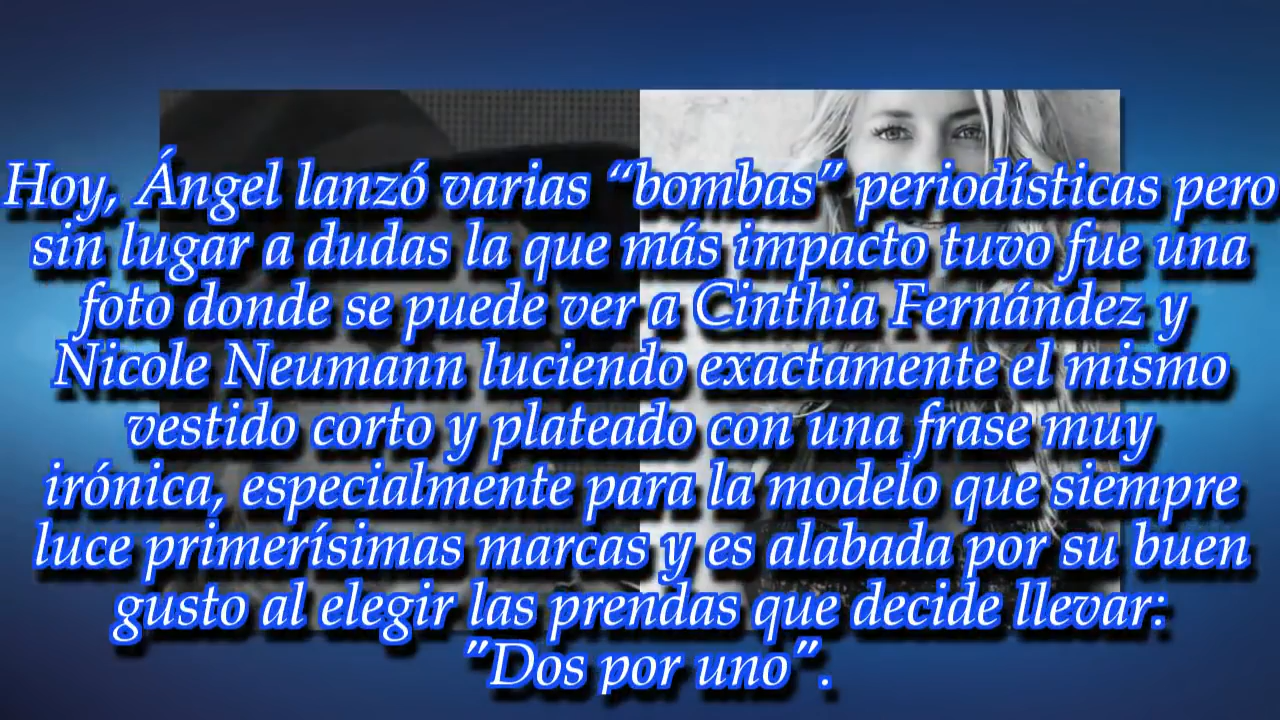 Hoy, Ángel lanzó varias “bombas” periodísticas pero
sin lugar a dudas la que más impacto tuvo fue una
foto donde se puede ver a Cinthia Fernández y
Nicole Neumann luciendo exactamente el mismo
vestido corto y plateado con una frase muy
irónica, especialmente para la modelo que siempre
luce primerísimas marcas y es alabada por su buen
gusto al elegir las prendas que decide llevar:
"Dos por uno".